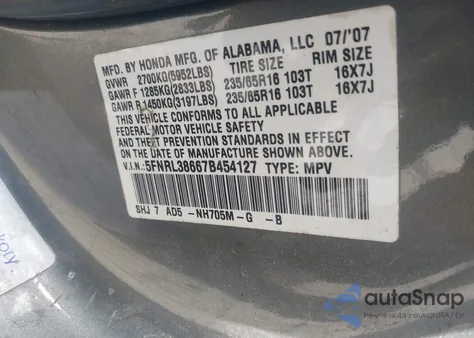 MFD. BY HONDA MFG. OF ALABAMA, LLC 07/'07
GVWR 2700KG(5952LBS) TIRE SIZE RIM SIZE
GAWR F 1285KG(2833LBS) 235/65R16 103T 16X7J
GAWR R 1450KG(3197LBS) 235/65R16 103T 16X7J
THIS VEHICLE CONFORMS TO ALL APPLICABLE
FEDERAL MOTOR VEHICLE SAFETY
AND THEFT PREVENTION STANDARDS IN EFFECT
ON THE DATE OF MANUFACTURE SHOWN ABOVE.
V.I.N.:5FNRL38667B454127 TYPE: MPV
SHJ 7 AD5 -NH705M-G -B
autoSnap